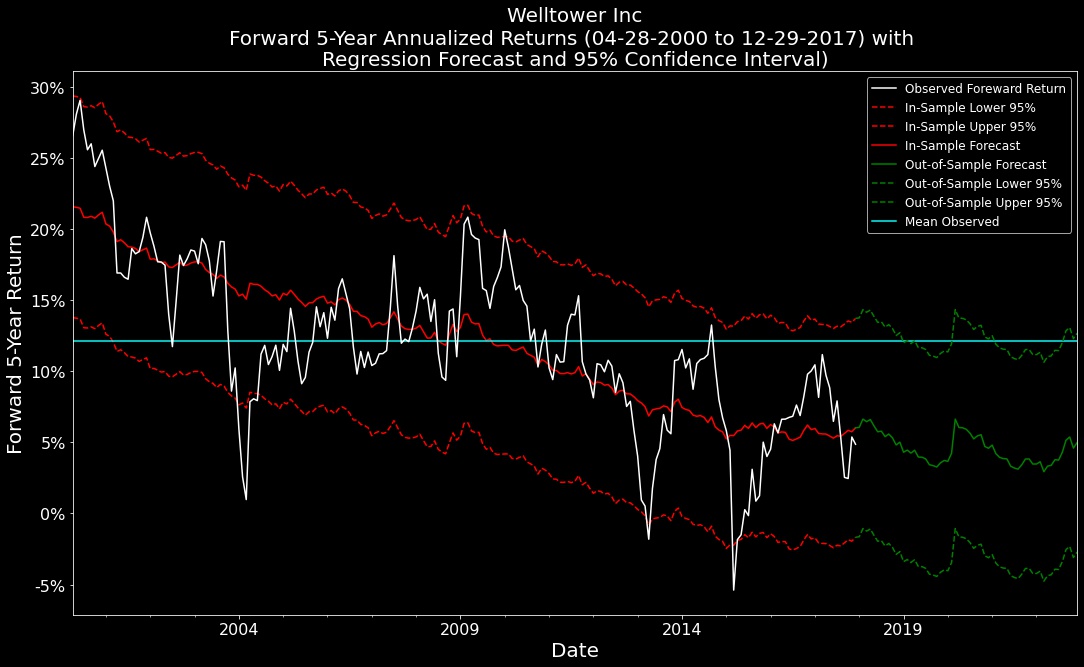 Welltower Inc
Forward 5-Year Annualized Returns (04-28-2000 to 12-29-2017) with
Regression Forecast and 95% Confidence Interval)
30%
25%
20%
15%
10%
5%
0%
-5%
Forward 5-Year Return
Observed Foreward Return
In-Sample Lower 95%
In-Sample Upper 95%
In-Sample Forecast
Out-of-Sample Forecast
Out-of-Sample Lower 95%
Out-of-Sample Upper 95%
Mean Observed
2004
2009
2014
2019
Date